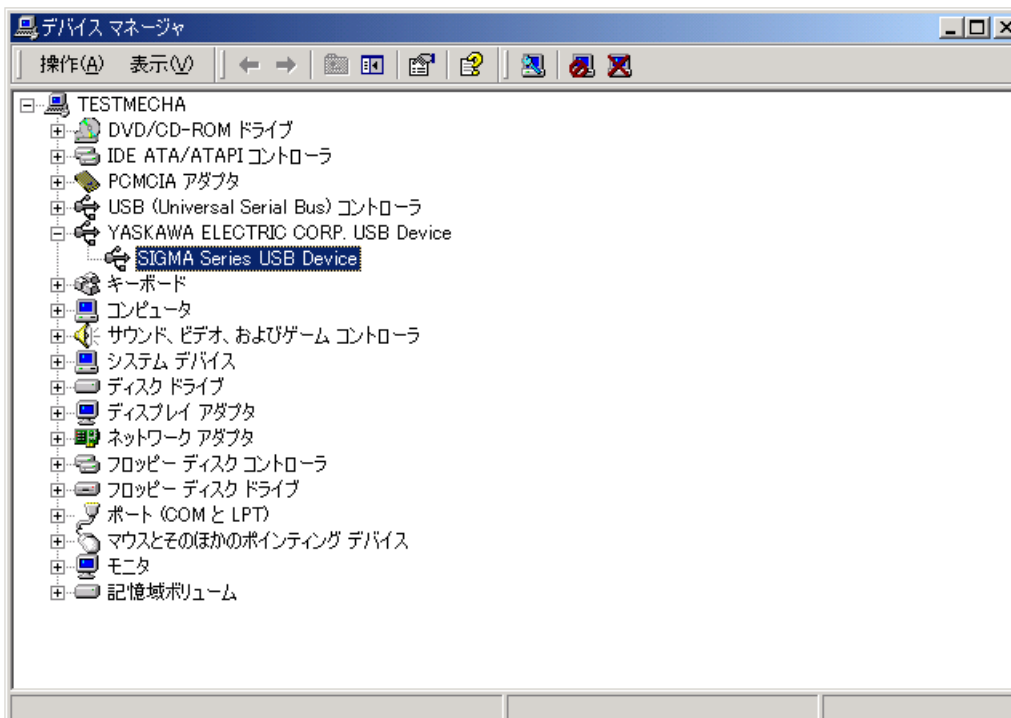 デバイス マネージャ
操作(A) 表示(V)
TESTMECHA
DVD/CD-ROM ドライブ
IDE ATA/ATAPI コントローラ
PCMCIA アダプタ
USB (Universal Serial Bus) コントローラ
YASKAWA ELECTRIC CORP. USB Device
SIGMA Series USB Device
キーボード
コンピュータ
サウンド、ビデオ、およびゲーム コントローラ
システム デバイス
ディスク ドライブ
ディスプレイ アダプタ
ネットワーク アダプタ
フロッピー ディスク コントローラ
フロッピー ディスク ドライブ
ポート (COM と LPT)
マウスとそのほかのポインティング デバイス
モニタ
記憶域ボリューム